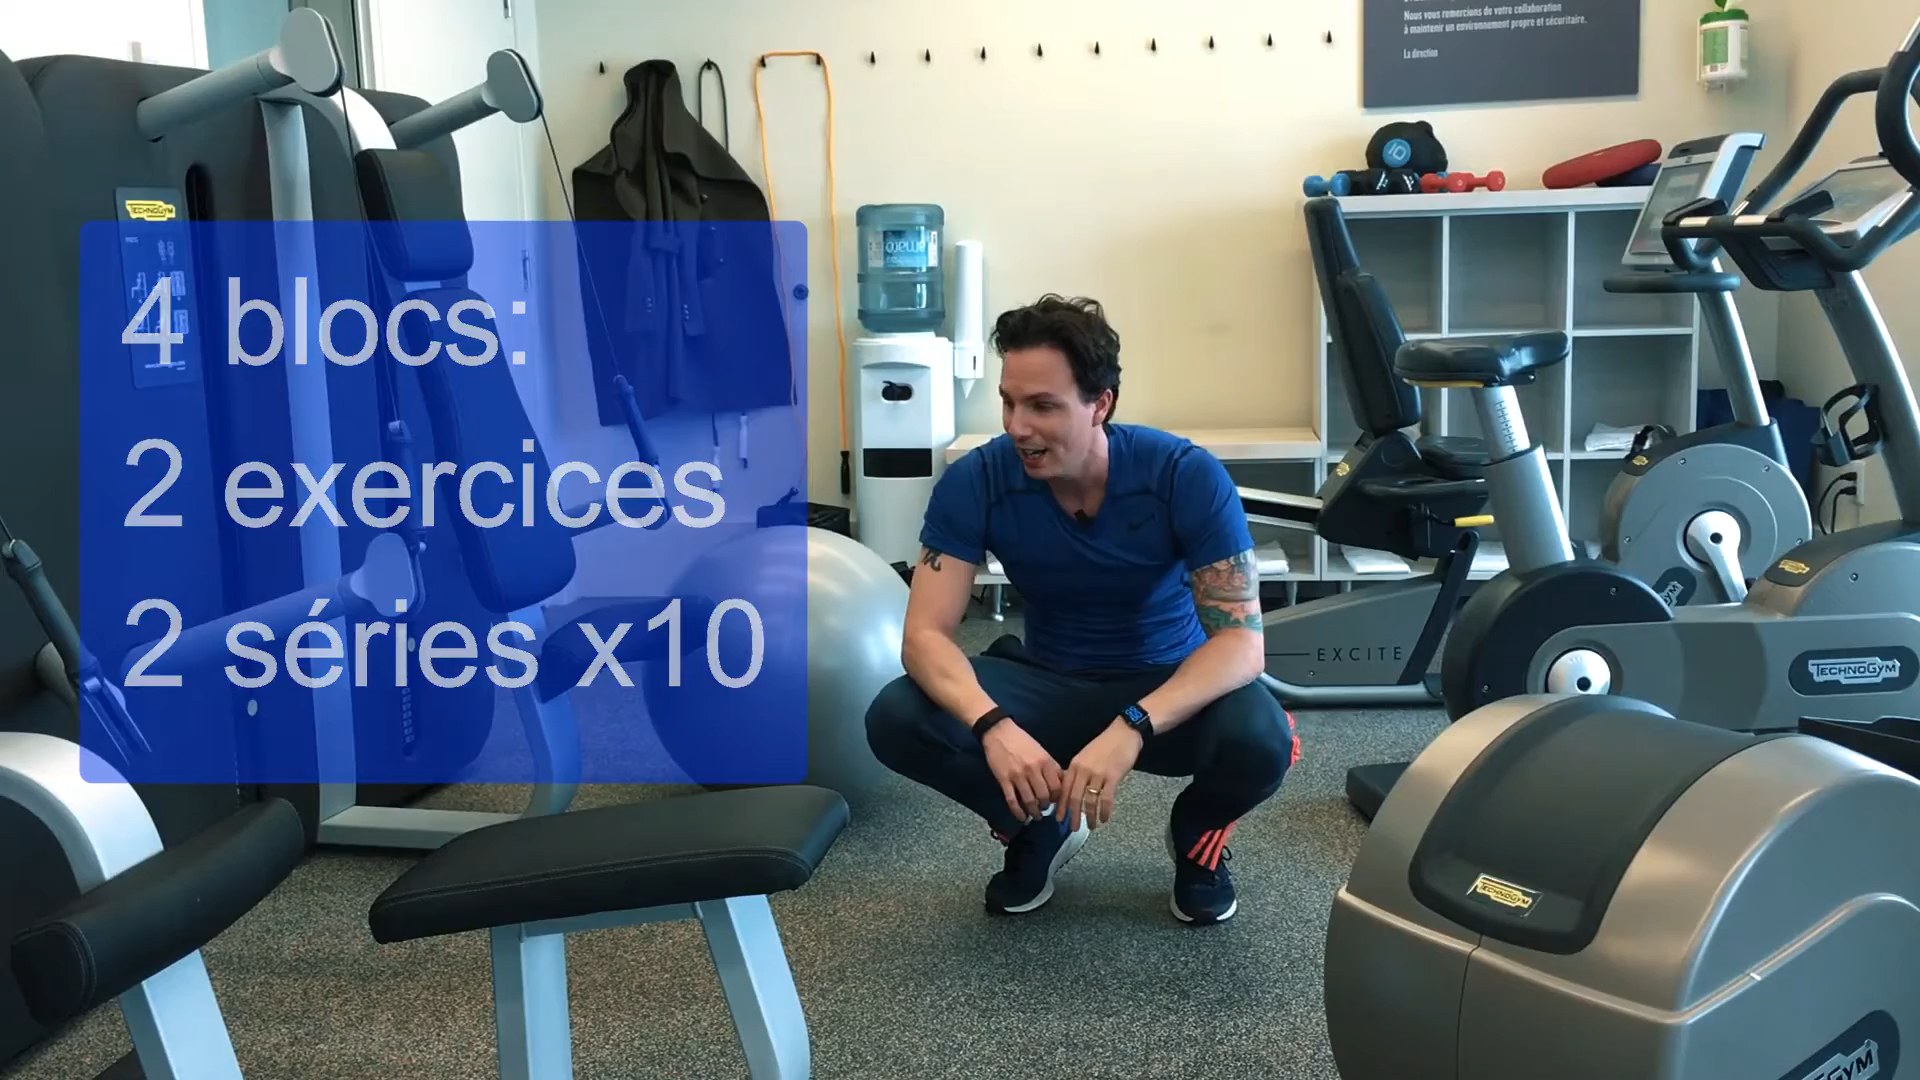 Nous vous remercions de votre collaboration
à maintenir un environnement propre et sécuritaire.
La direction
TECHNOGYM
4 blocs:
2 exercices
2 séries x10
EXCITE
TECHNOGYM
TECHNOGYM